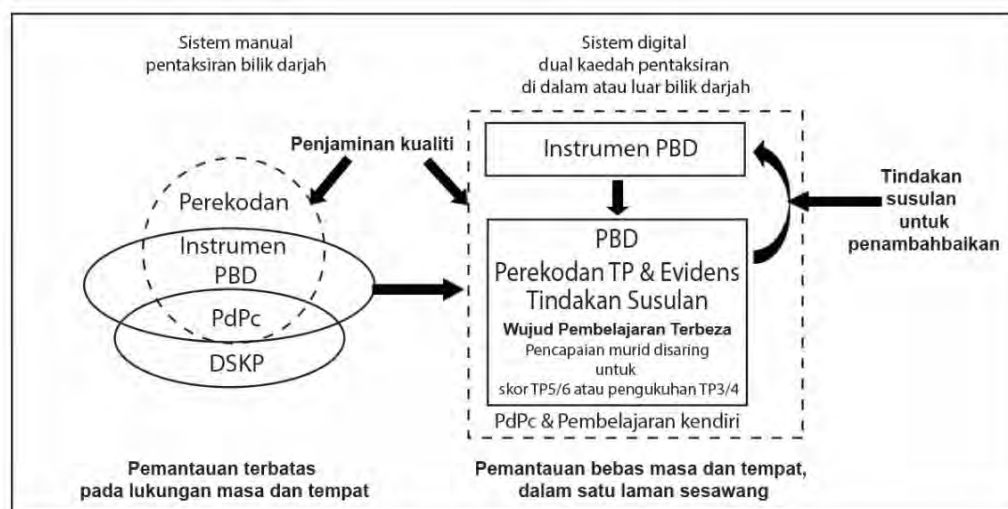 Sistem manual
pentaksiran bilik darjah
Sistem digital
dual kaedah pentaksiran
di dalam atau luar bilik darjah
Penjaminan kualiti
Perekodan
Instrumen
PBD
PdPc
DSKP
Instrumen PBD
PBD
Perekodan TP & Evidens
Tindakan Susulan
Wujud Pembelajaran Terbeza
Pencapaian murid disaring
untuk
skor TP5/6 atau pengukuhan TP3/4
PdPc & Pembelajaran kendiri
Tindakan
susulan
untuk
penambahbaikan
Pemantauan terbatas
pada lukungan masa dan tempat
Pemantauan bebas masa dan tempat,
dalam satu laman sesawang